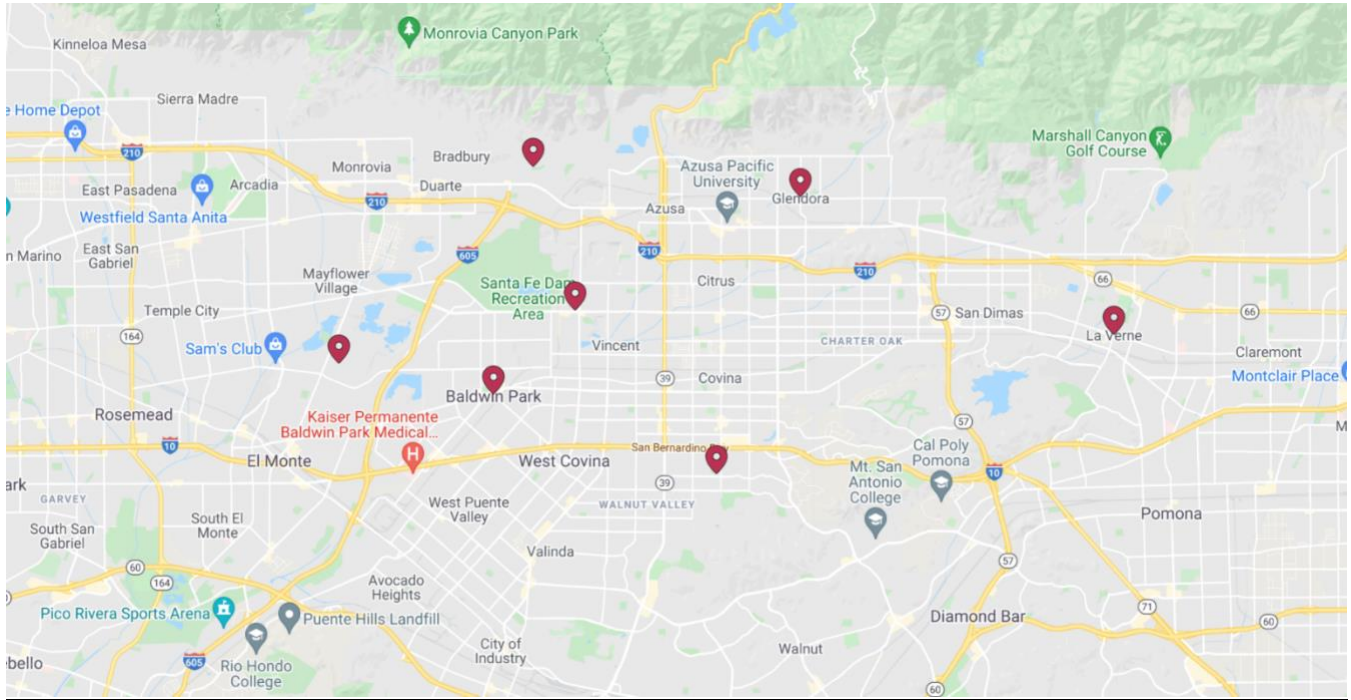 Monrovia Canyon Park
Kinneloa Mesa
Sierra Madre
e Home Depot
Marshall Canyon
Golf Course
210
Bradbury
Monrovia
Azusa Pacific
University
East Pasadena
Arcadia
Duarte
210
Glendora
Westfield Santa Anita
Azusa
n Marino
East San
Gabriel
605
210
210
Mayflower
Village
Santa Fe Dam
Recreation
Area
Citrus
66
Temple City
57
San Dimas
66
164
La Verne
Sam's Club
Vincent
CHARTER OAK
Claremont
39
Covina
Montclair Place
Baldwin Park
Rosemead
Kaiser Permanente
Baldwin Park Medical...
57
M
10
San Bernardino
Cal Poly
Pomona
El Monte
West Covina
Mt. San
Antonio
College
10
ark
GARVEY
39
West Puente
Valley
WALNUT VALLEY
Pomona
South San
Gabriel
South El
Monte
Valinda
60
164
57
Avocado
Heights
Pico Rivera Sports Arena
Puente Hills Landfill
Diamond Bar
71
60
City of
Industry
Walnut
ebello
605
Rio Hondo
College
60